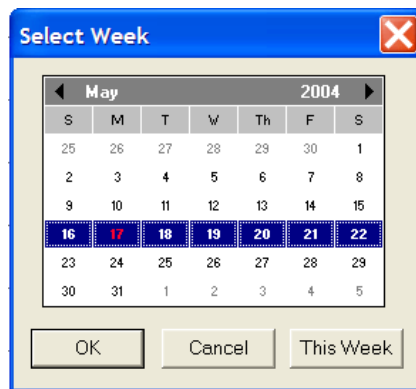 Select Week
May 2004
S M T W Th F S
25 26 27 28 29 30 1
2 3 4 5 6 7 8
9 10 11 12 13 14 15
16 17 18 19 20 21 22
23 24 25 26 27 28 29
30 31 1 2 3 4 5
OK Cancel This Week